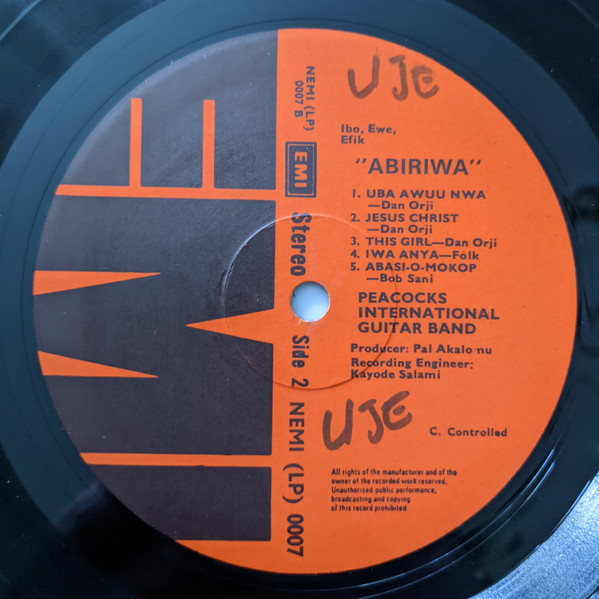 UJE
NEMI (LP)
0007 B
EMI
Stereo
Side 2 NEMI (LP) 0007
Ibo, Ewe,
Efik
"ABIRIWA"
1. UBA AWUU NWA
—Dan Orji
2. JESUS CHRIST
—Dan Orji
3. THIS GIRL—Dan Orji
4. IWA ANYA—Folk
5. ABASI-O-MOKOP
—Bob Sani
PEACOCKS
INTERNATIONAL
GUITAR BAND
Producer: Pal Akalonu
Recording Engineer:
Kayode Salami
UJE
C. Controlled
All rights of the manufacturer and of the
owner of the recorded work reserved.
Unauthorised public performance,
broadcasting and copying
of this record prohibited
EMI